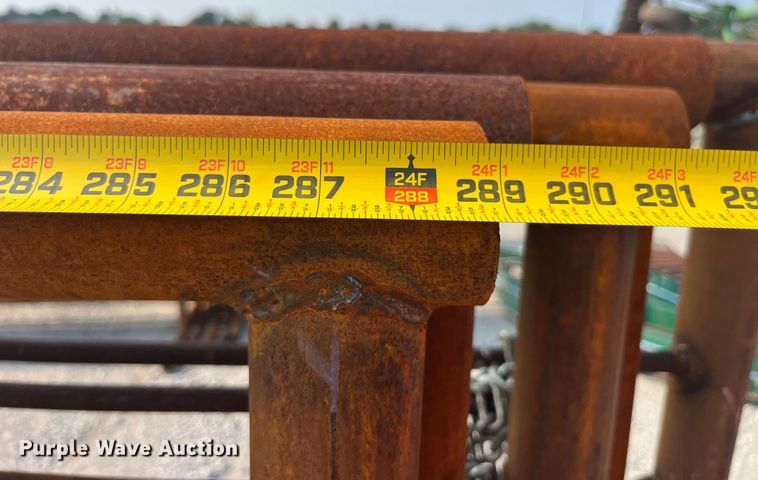 23F 8 23F 9 23F 10 23F 11 24F 24F 1 24F 2 24F 3 24F
284 285 286 287 288 289 290 291 29
Purple Wave Auction